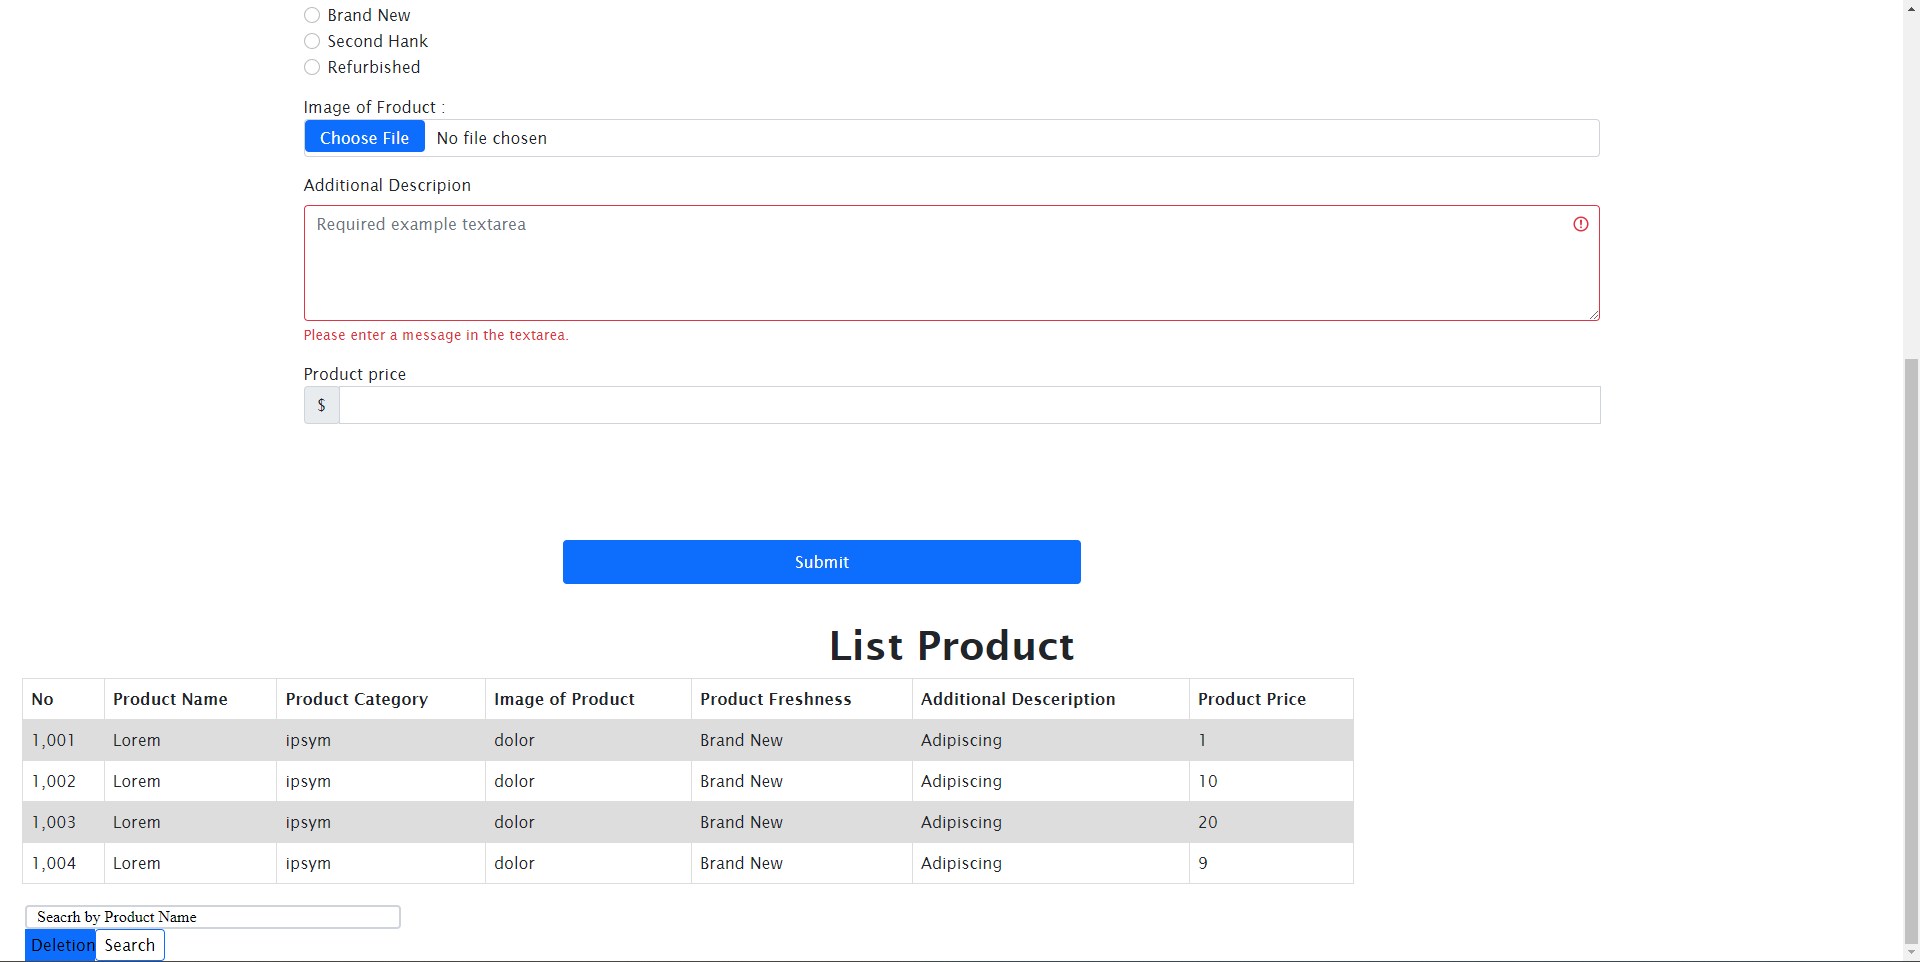 Brand New
Second Hank
Refurbished
Image of Froduct :
Choose File No file chosen
Additional Descripion
Required example textarea
Please enter a message in the textarea.
Product price
$
Submit
List Product
No Product Name Product Category Image of Product Product Freshness Additional Desceription Product Price
1,001 Lorem ipsym dolor Brand New Adipiscing 1
1,002 Lorem ipsym dolor Brand New Adipiscing 10
1,003 Lorem ipsym dolor Brand New Adipiscing 20
1,004 Lorem ipsym dolor Brand New Adipiscing 9
Seacrh by Product Name
Deletion Search